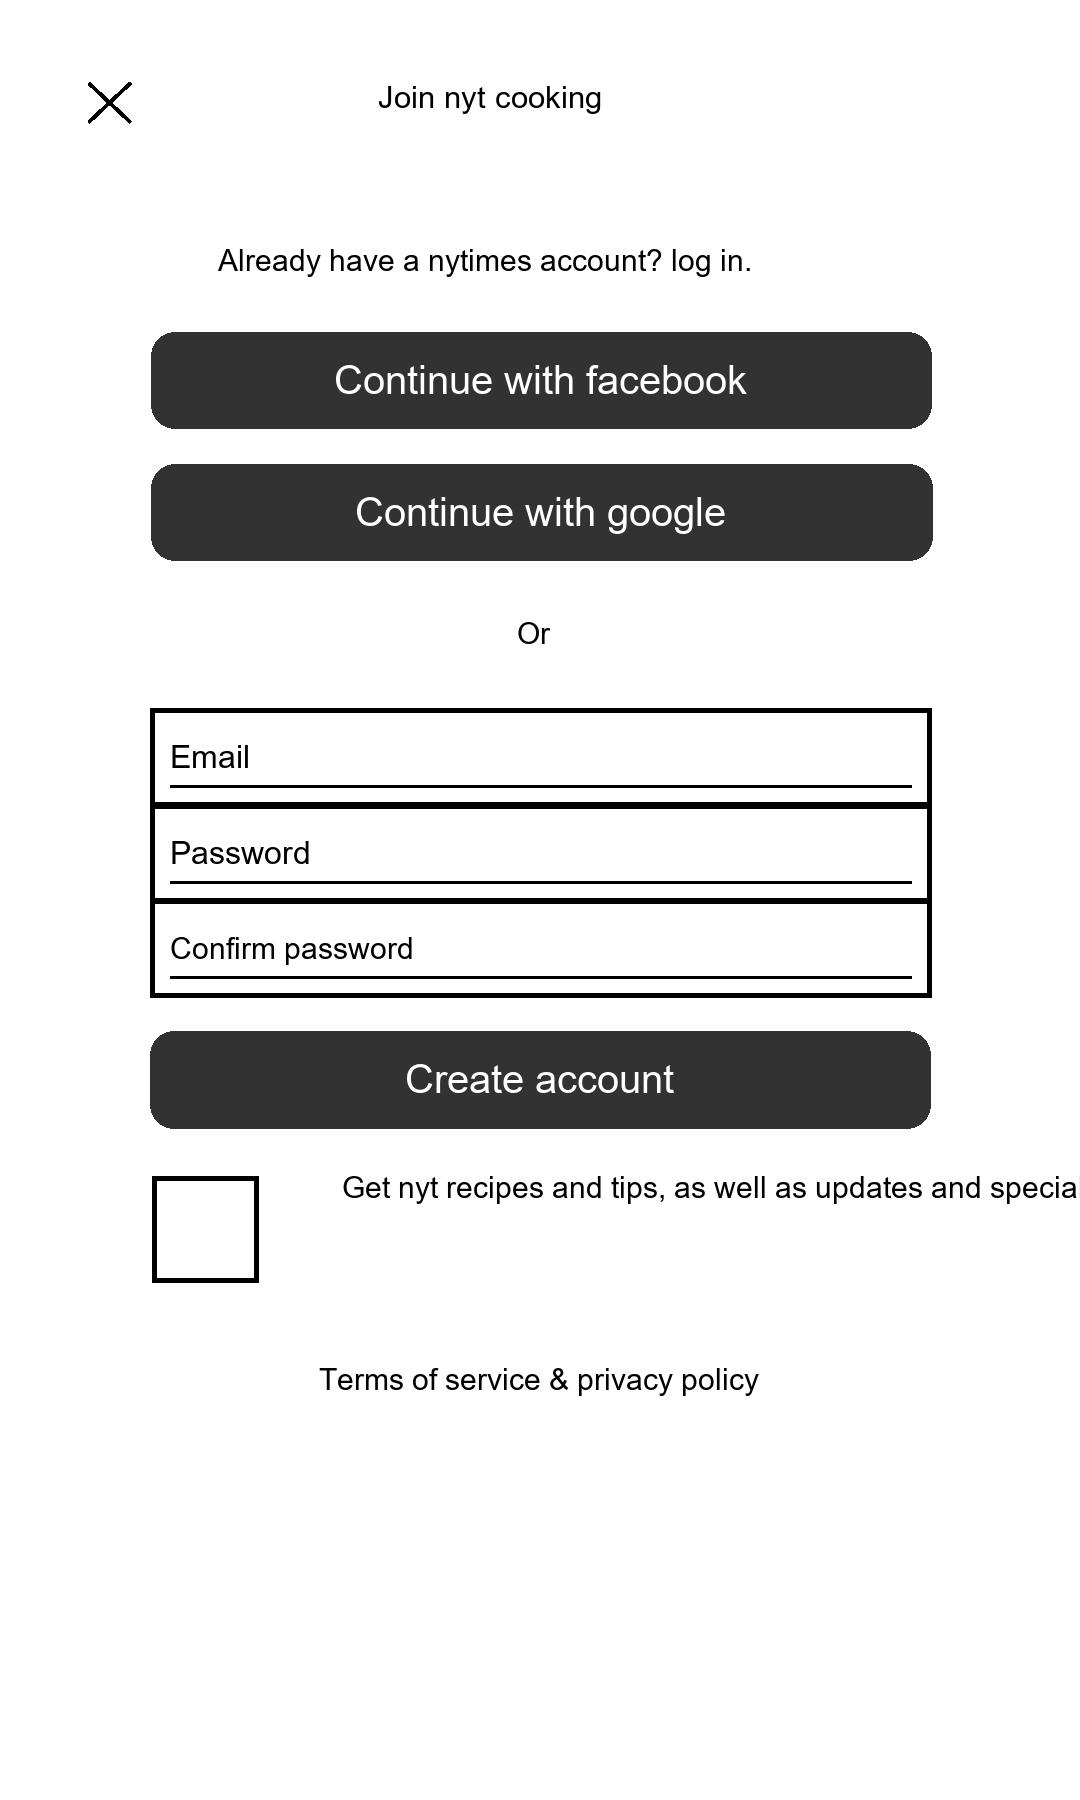 Join nyt cooking
Already have a nytimes account? log in.
Continue with facebook
Continue with google
Or
Email
Password
Confirm password
Create account
Get nyt recipes and tips, as well as updates and special
Terms of service & privacy policy